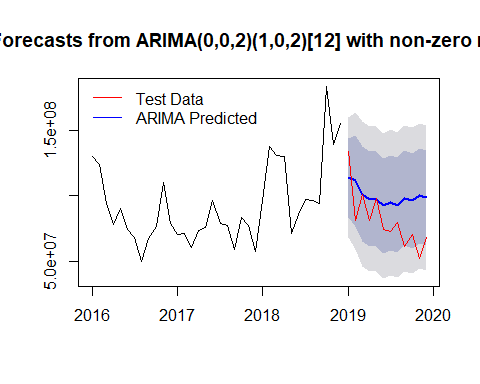 Forecasts from ARIMA(0,0,2)(1,0,2)[12] with non-zero
Test Data
ARIMA Predicted
1.5e+08
5.0e+07
2016 2017 2018 2019 2020